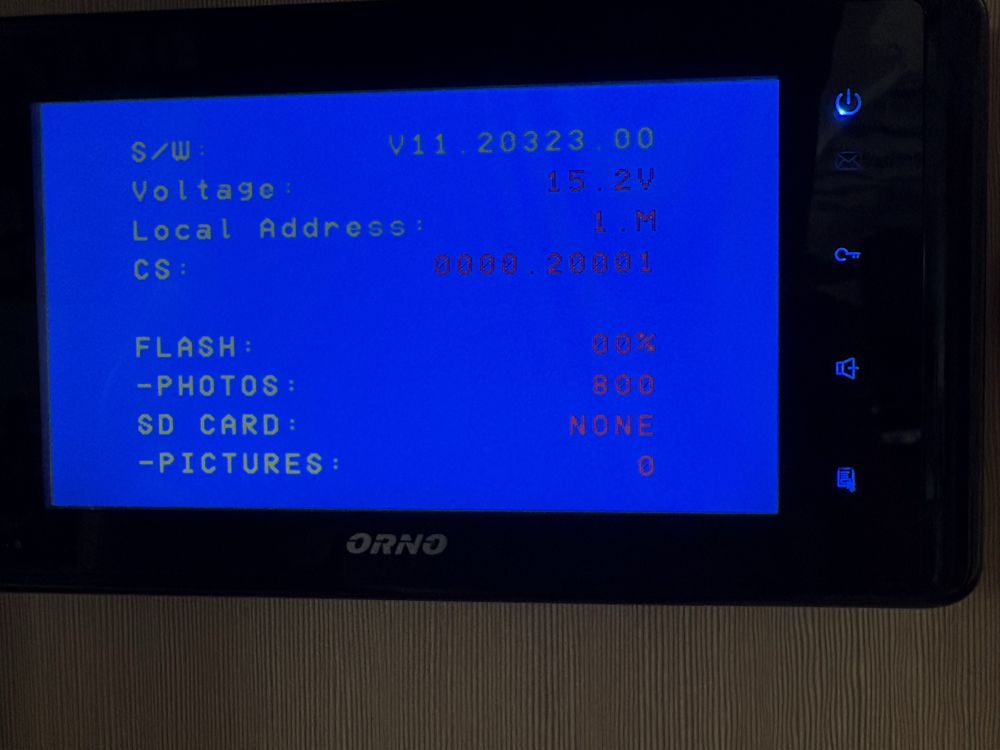 S/W: V11.20323.00
Voltage: 15.2V
Local Address: 1.M
CS: 0000.20001
FLASH: 00%
-PHOTOS: 800
SD CARD: NONE
-PICTURES: 0
ORNO